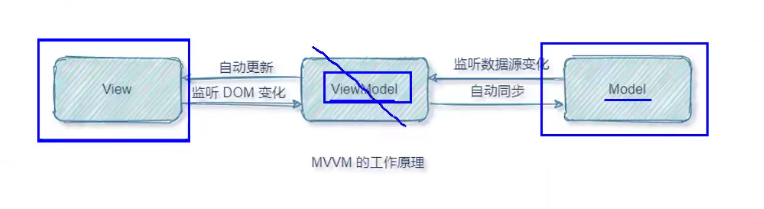 自动更新
监听数据源变化
View
ViewModel
Model
监听 DOM 变化
自动同步
MVVM 的工作原理